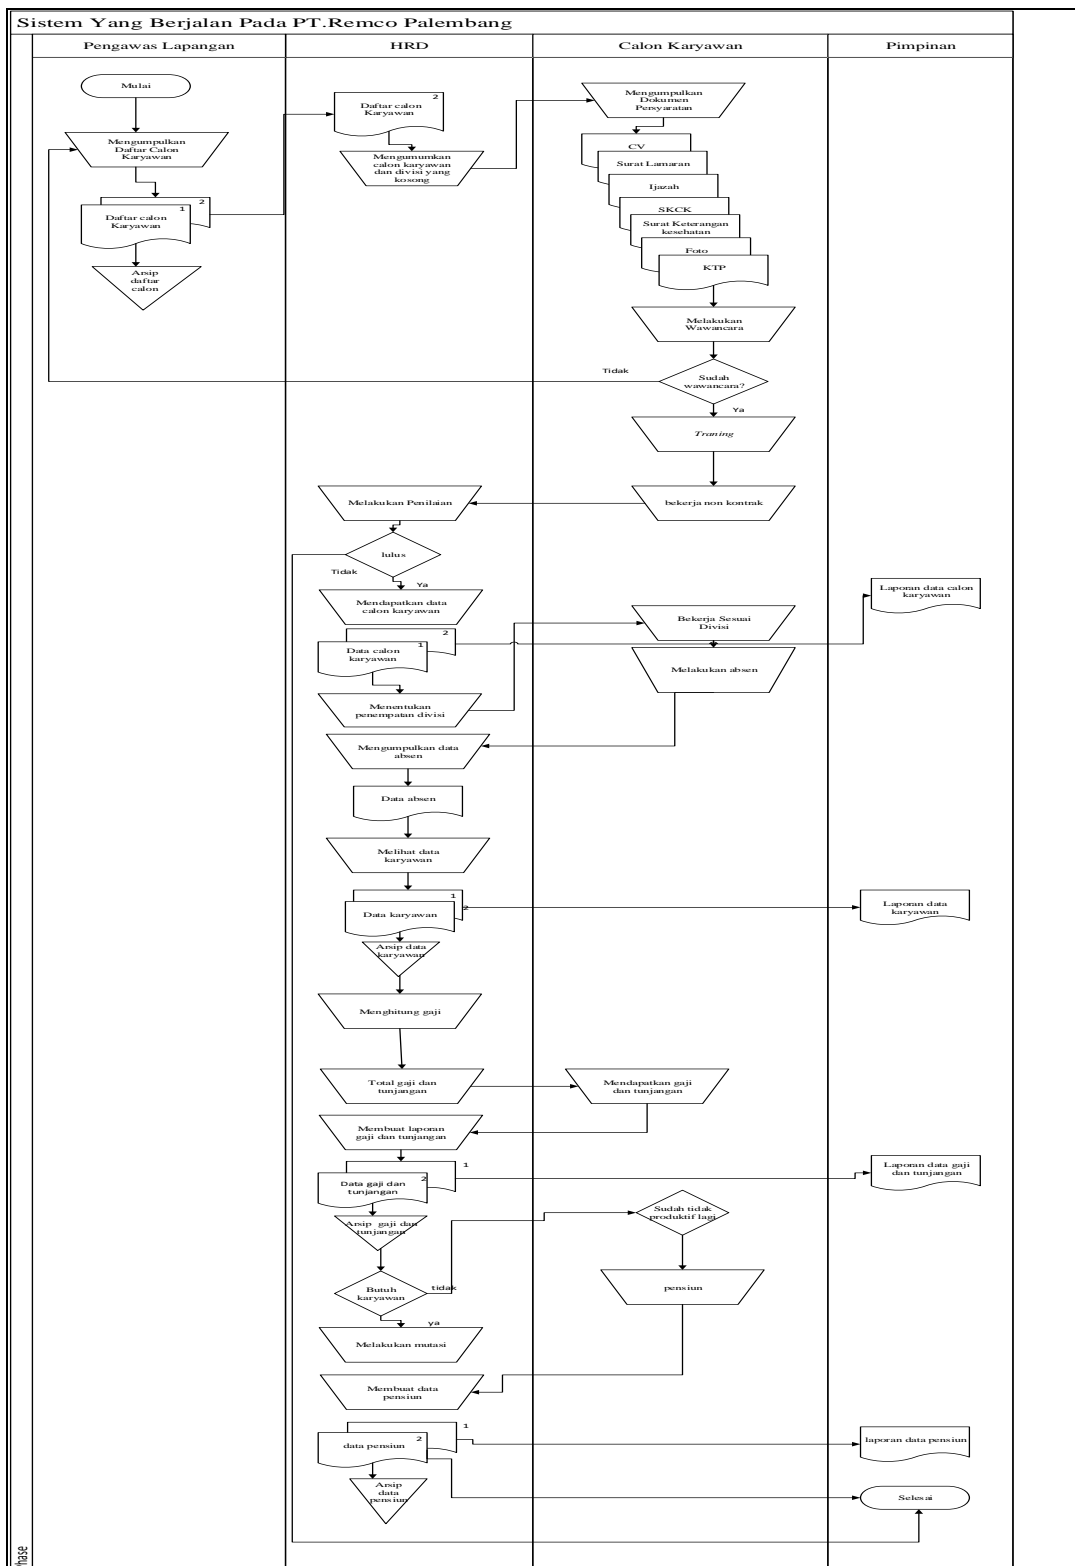 Sistem Yang Berjalan Pada PT.Remco Palembang
Pengawas Lapangan
HRD
Calon Karyawan
Pimpinan
Mulai
Mengumpulkan
Daftar Calon
Karyawan
2
1
Daftar calon
Karyawan
Arsip
daftar
calon
2
Daftar calon
Karyawan
Mengumumkan
calon karyawan
dan divisi yang
kosong
Mengumpulkan
Dokumen
Persyaratan
CV
Surat Lamaran
Ijazah
SKCK
Surat Keterangan
kesehatan
Foto
KTP
Melakukan
Wawancara
Tidak
Sudah
wawancara?
Ya
Traning
bekerja non kontrak
Melakukan Penilaian
lulus
Tidak
Ya
Mendapatkan data
calon karyawan
Laporan data calon
karyawan
2
1
Data calon
karyawan
Bekerja Sesuai
Divisi
Melakukan absen
Menentukan
penempatan divisi
Mengumpulkan data
absen
Data absen
Melihat data
karyawan
1
2
Data karyawan
Laporan data
karyawan
Arsip data
karyawan
Menghitung gaji
Total gaji dan
tunjangan
Mendapatkan gaji
dan tunjangan
Membuat laporan
gaji dan tunjangan
1
2
Data gaji dan
tunjangan
Laporan data gaji
dan tunjangan
Arsip gaji dan
tunjangan
Sudah tidak
produktif lagi
Butuh
karyawan
tidak
ya
pensiun
Melakukan mutasi
Membuat data
pensiun
1
2
data pensiun
laporan data pensiun
Arsip
data
pensiun
Selesai